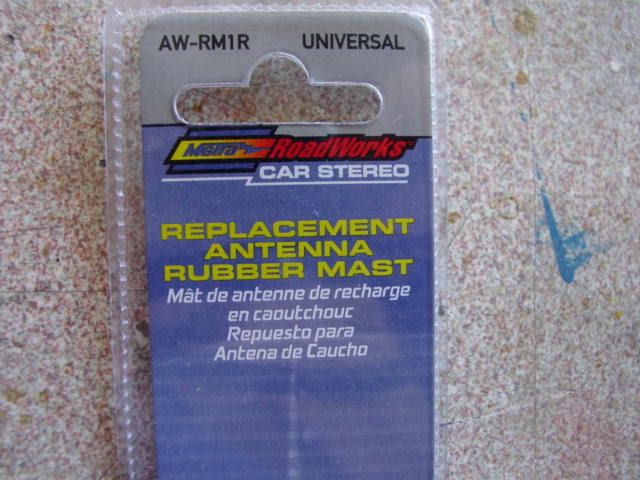 AW-RM1R UNIVERSAL
Metra RoadWorks
CAR STEREO
REPLACEMENT
ANTENNA
RUBBER MAST
Mât de antenne de recharge
en caoutchouc
Repuesto para
Antena de Caucho